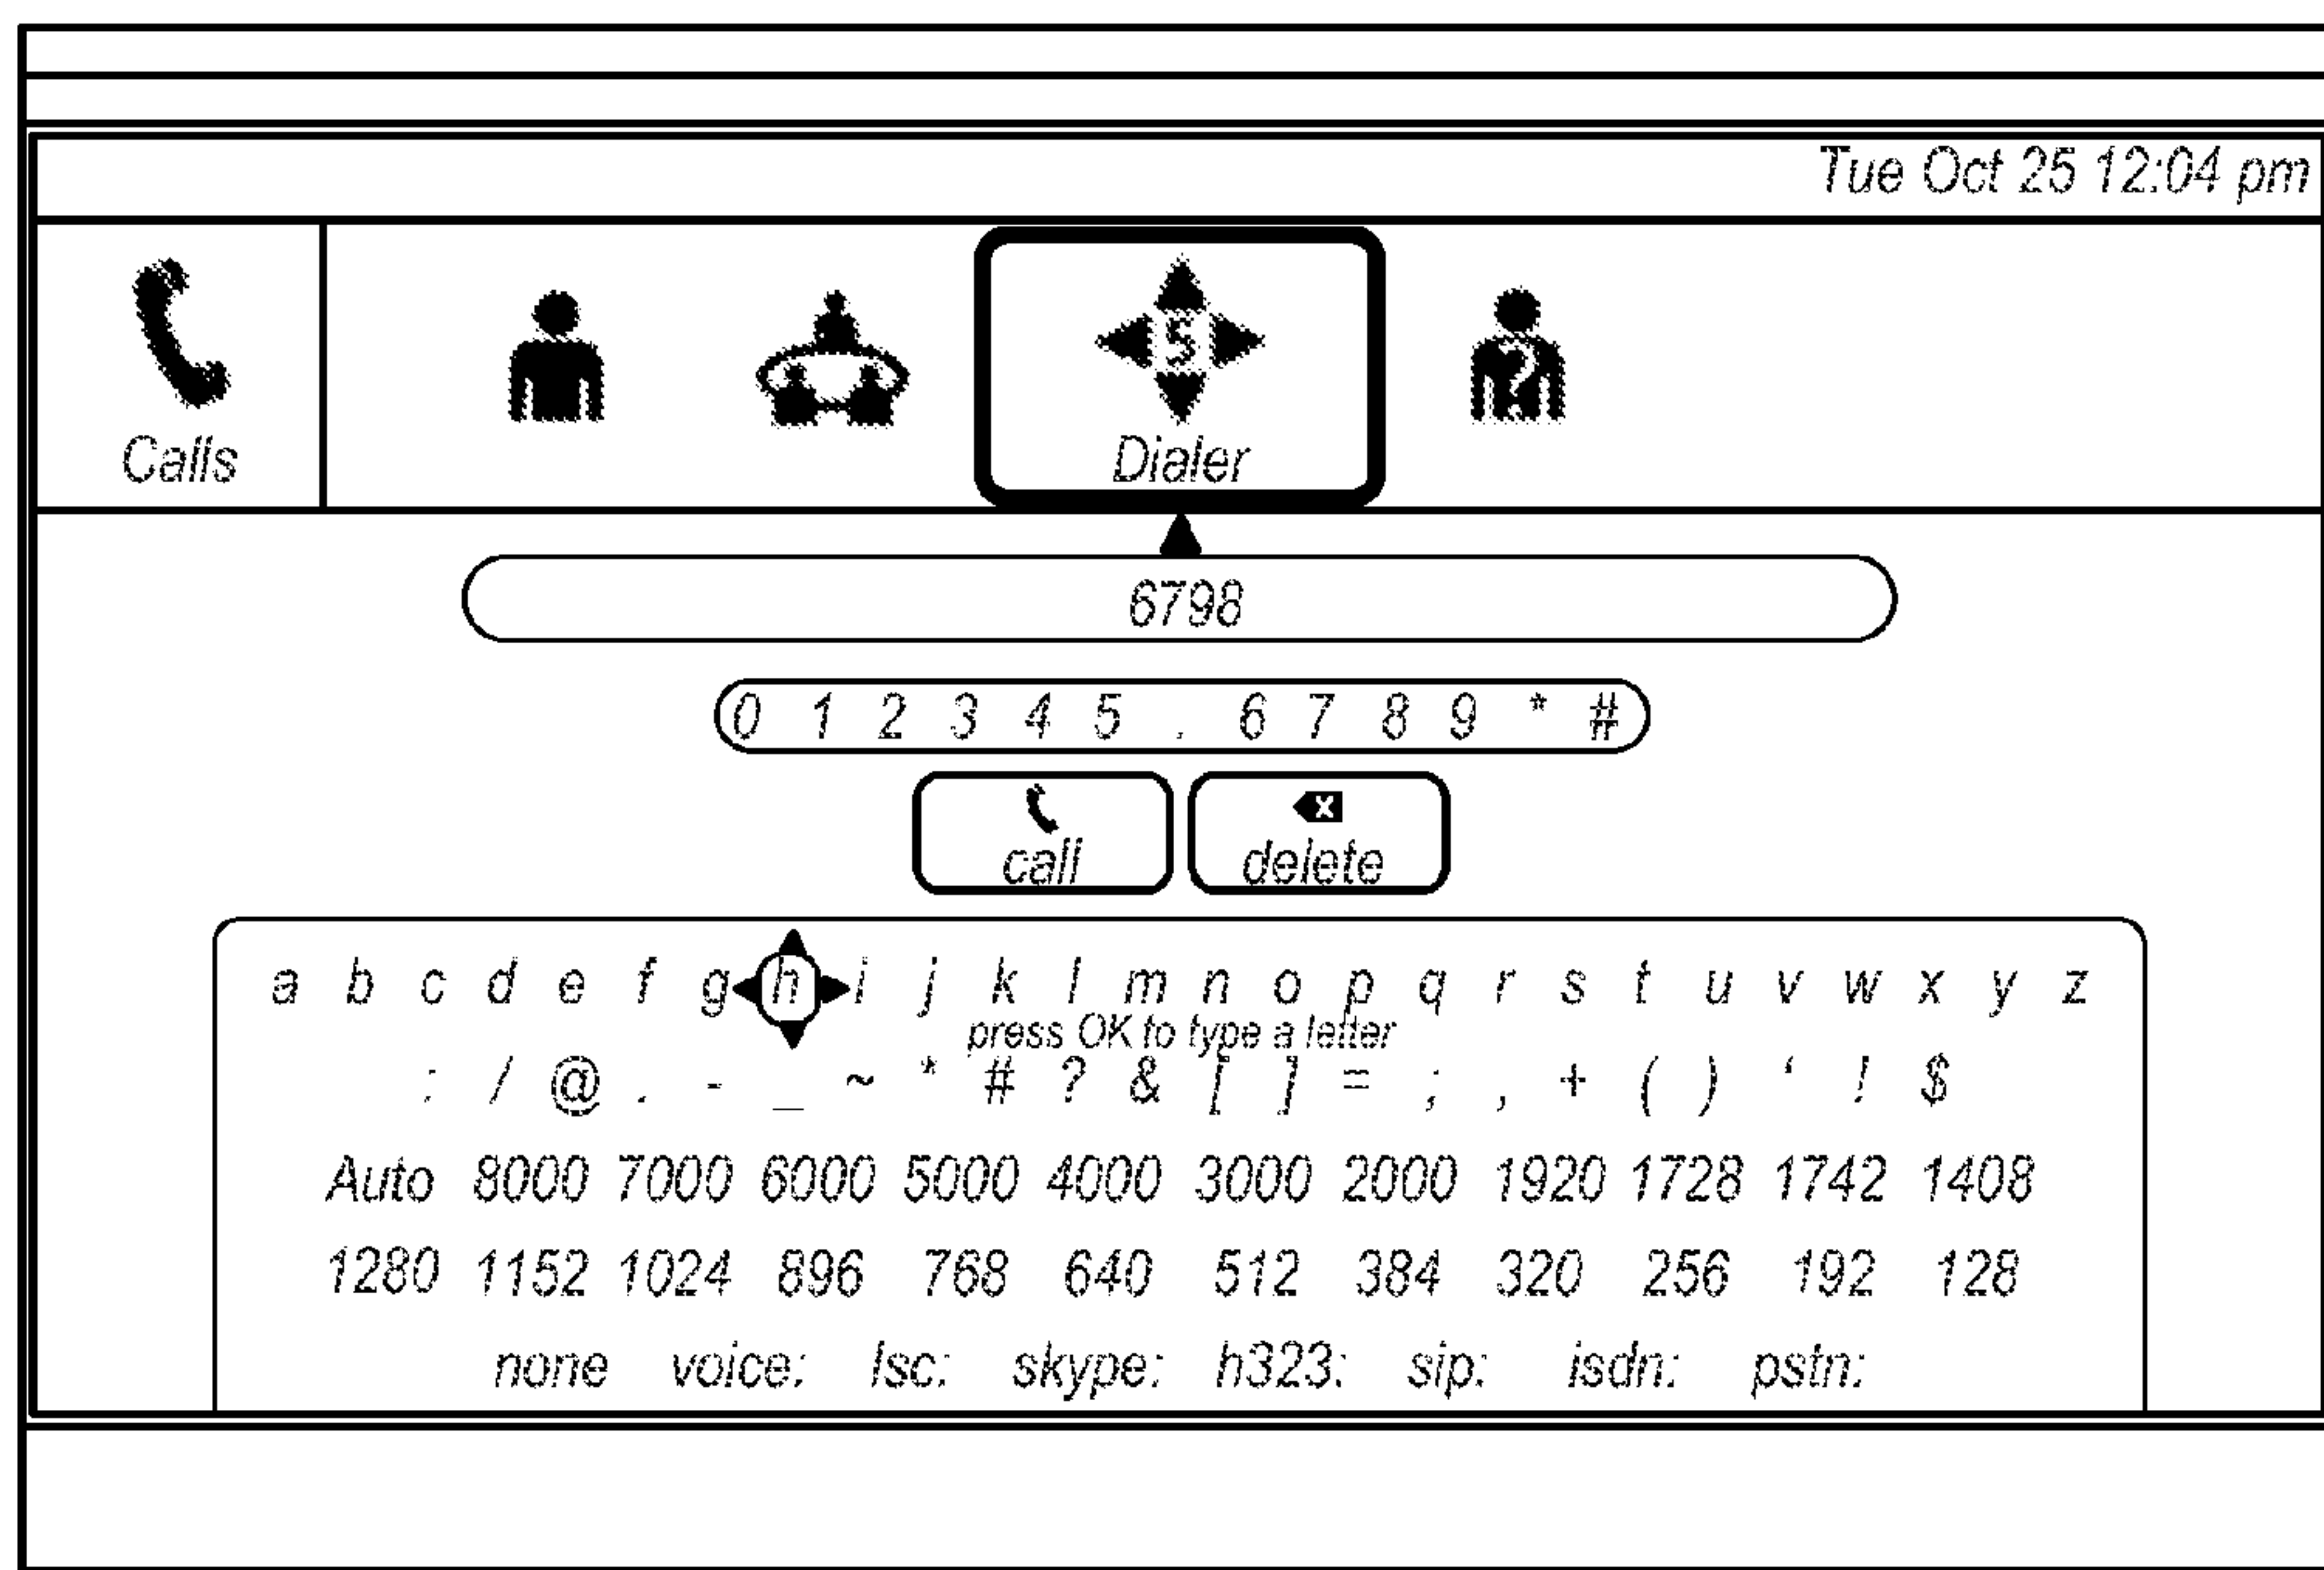 Tue Oct 25 12:04 pm
5
Calls
Dialer
6798
0 1 2 3 4 5 . 6 7 8 9 * #
call delete
a b c d e f g h i j k l m n o p q r s t u v w x y z
press OK to type a letter
: / @ . - _ ~ * # ? & [ ] = ; , + ( ) ‘ ! $
Auto 8000 7000 6000 5000 4000 3000 2000 1920 1728 1742 1408
1280 1152 1024 896 768 640 512 384 320 256 192 128
none voice: lsc: skype: h323: sip: isdn: pstn: